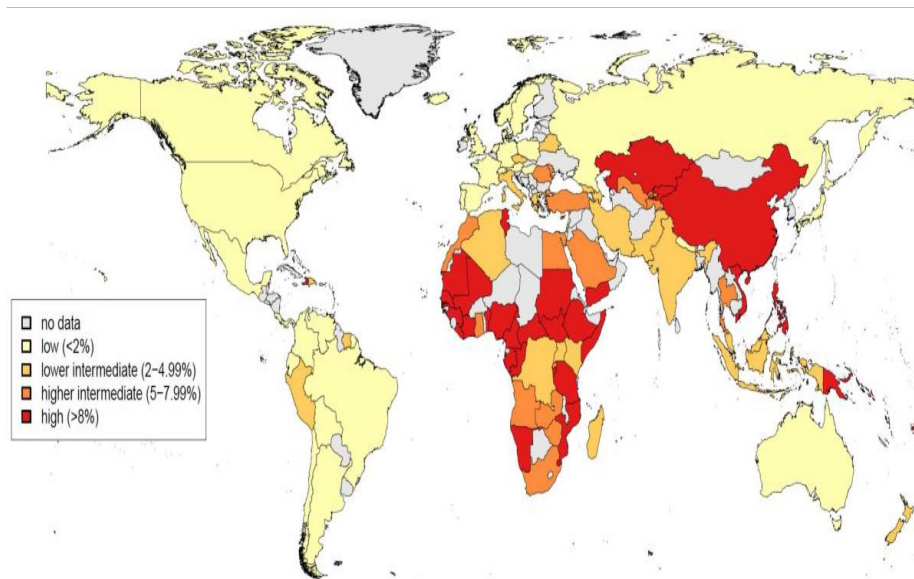 no data
low (<2%)
lower intermediate (2−4.99%)
higher intermediate (5−7.99%)
high (>8%)